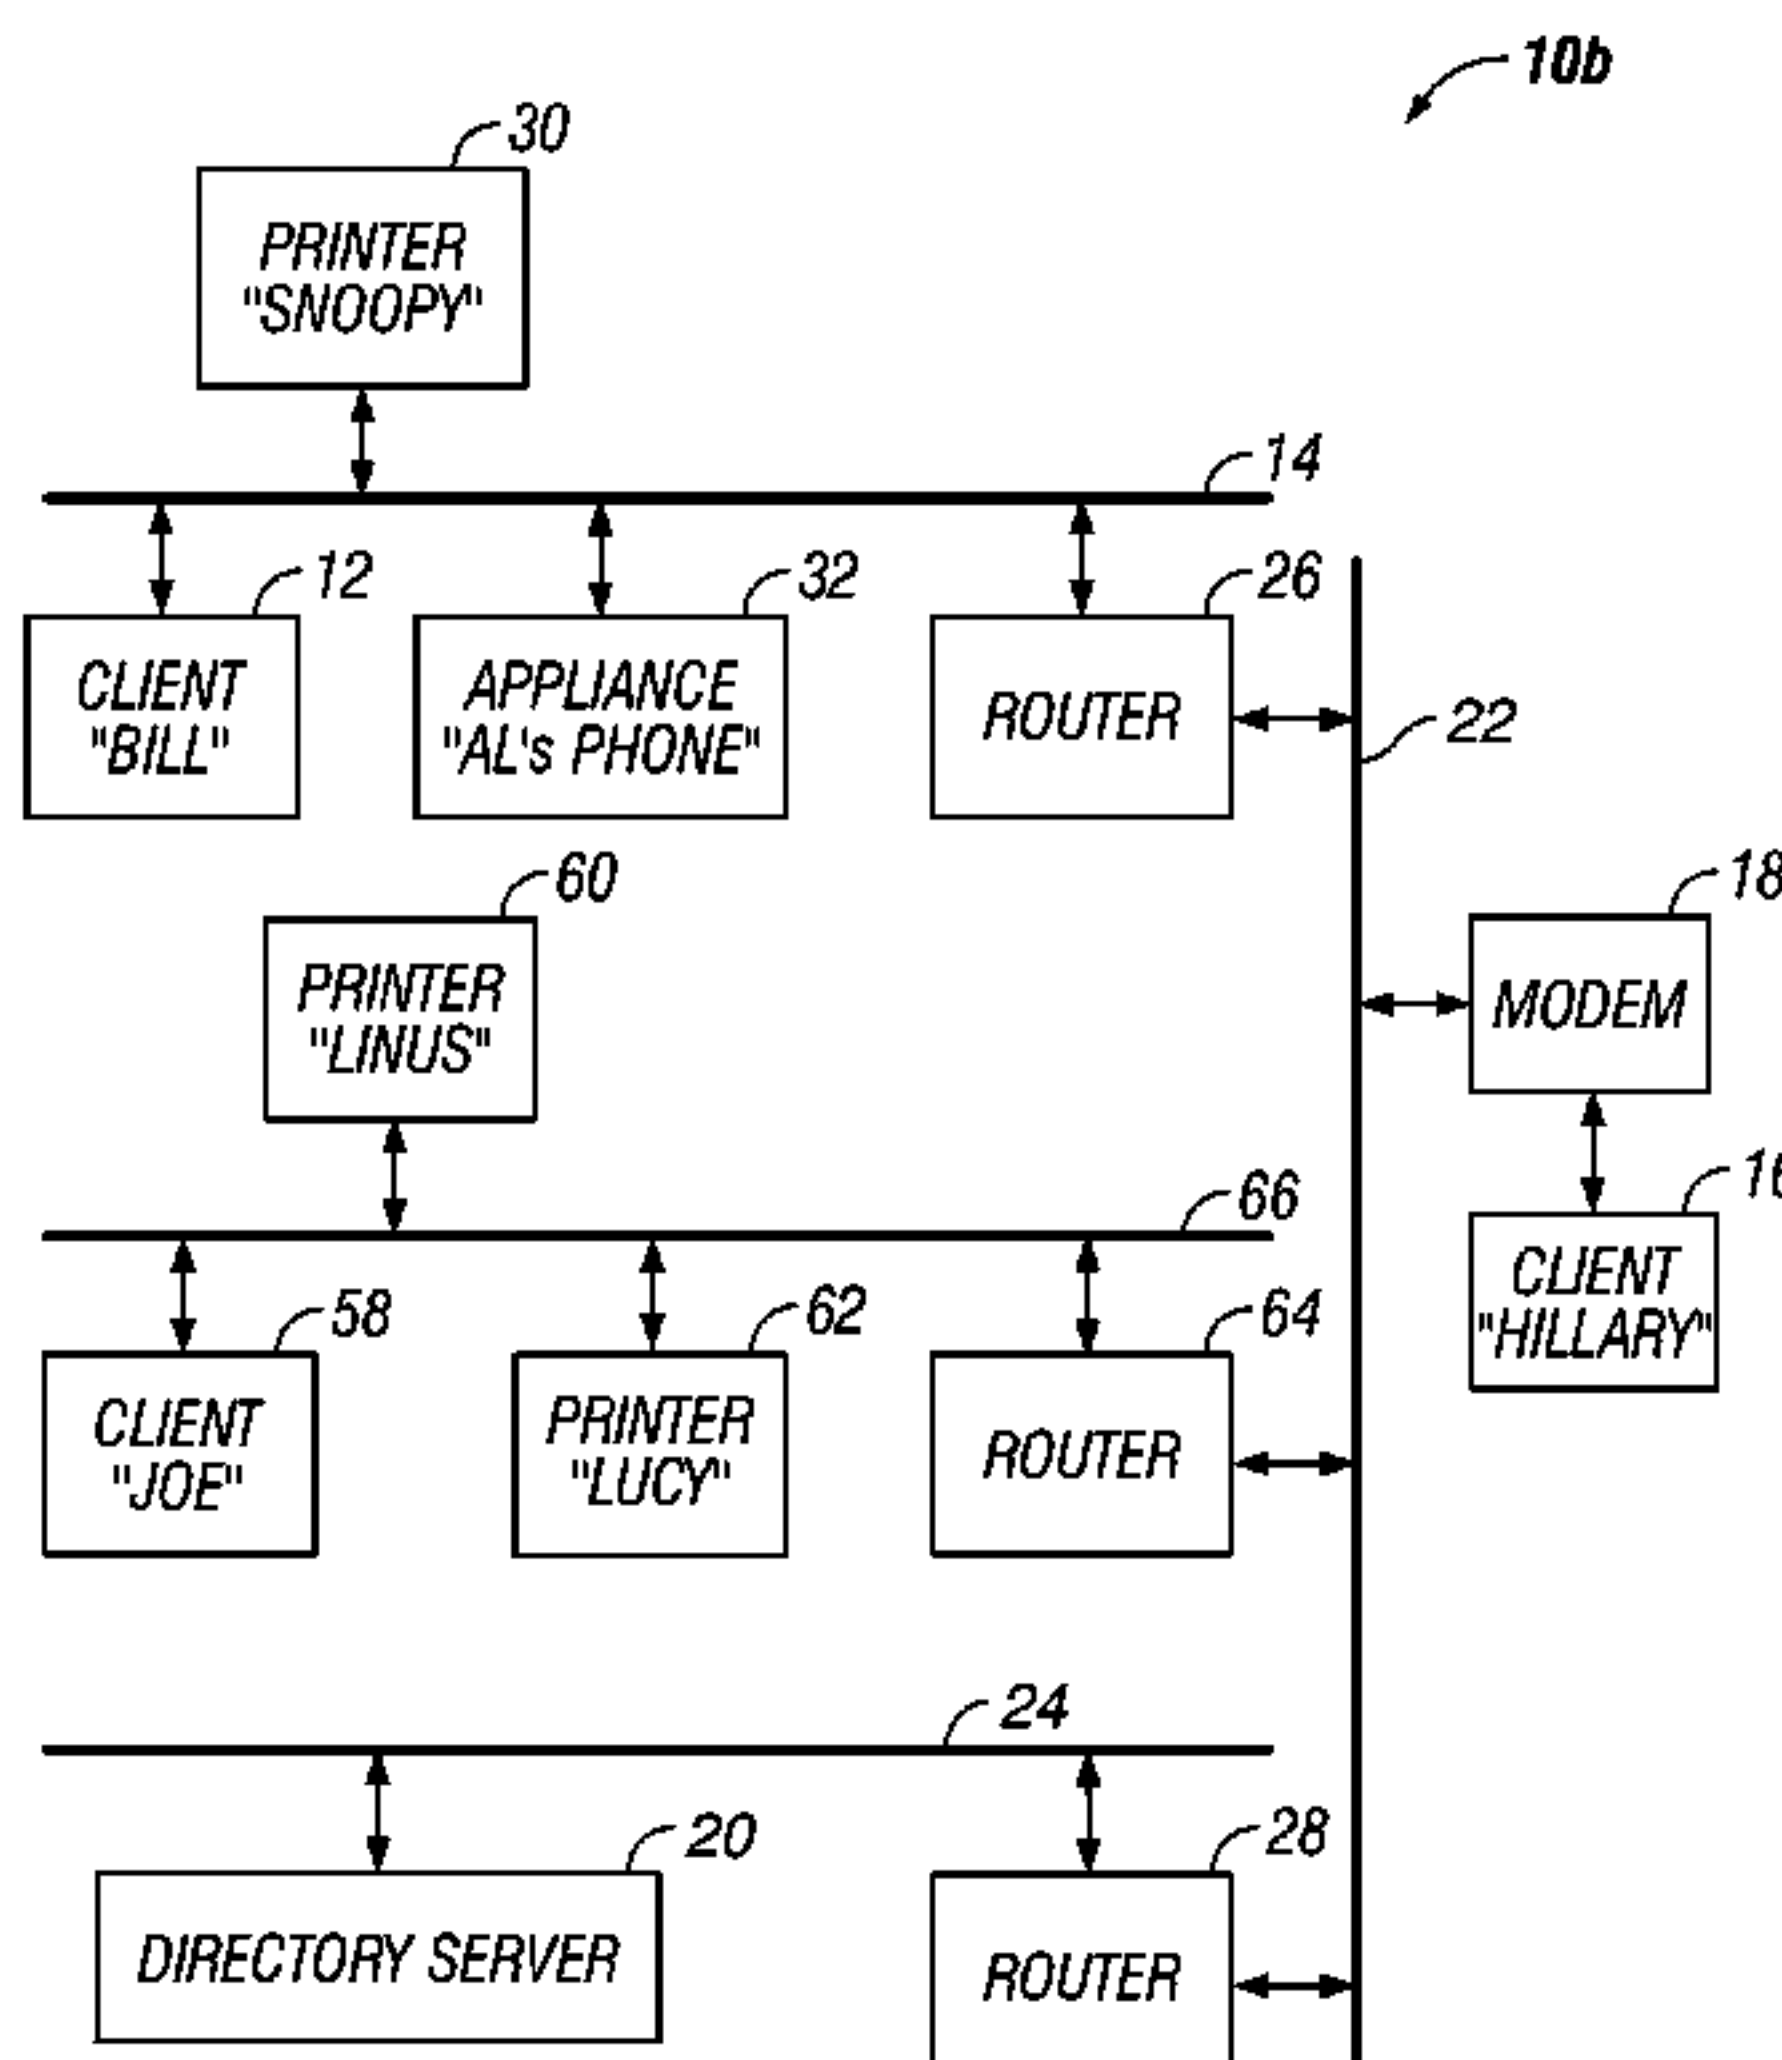 10b
30
PRINTER
"SNOOPY"
14
12
32
26
CLIENT
"BILL"
APPLIANCE
"AL's PHONE"
ROUTER
22
60
18
PRINTER
"LINUS"
MODEM
66
16
58
62
64
CLIENT
"HILLARY"
CLIENT
"JOE"
PRINTER
"LUCY"
ROUTER
24
20
28
DIRECTORY SERVER
ROUTER